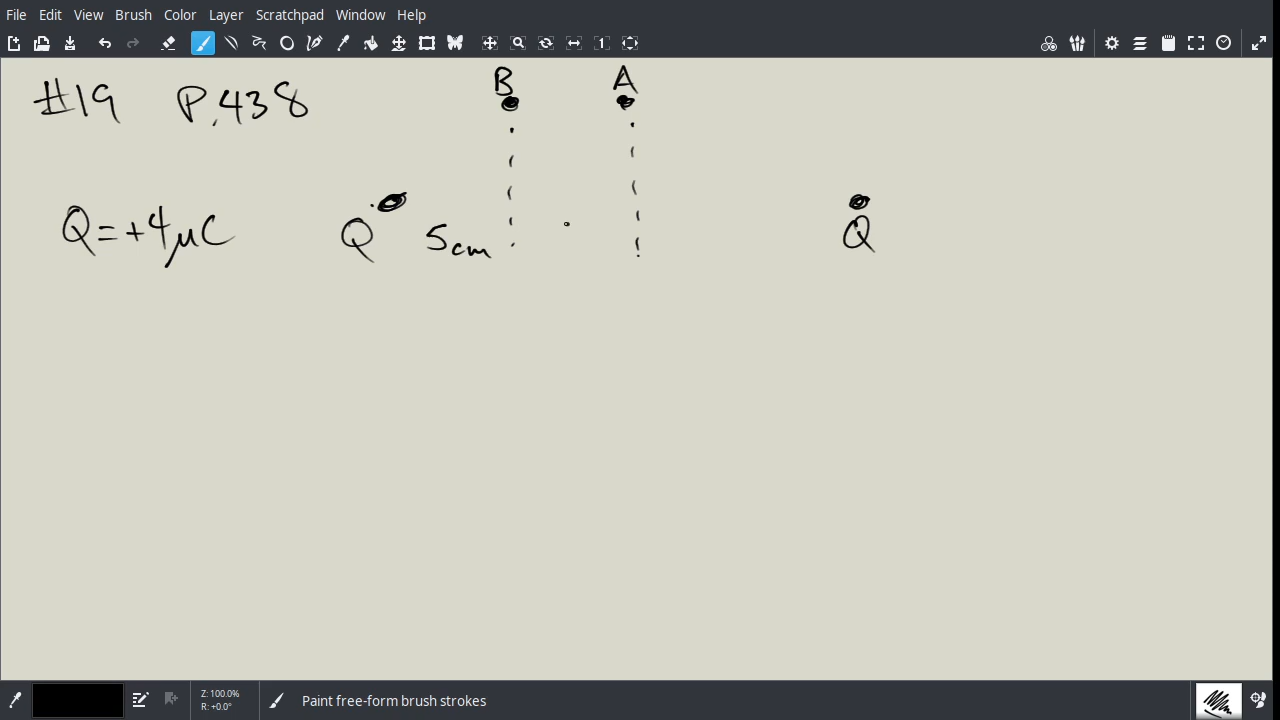 File Edit View Brush Color Layer Scratchpad Window Help
#19 P.438
B A
Q=+4μC Q 5cm Q
Z: 100.0%
R: +0.0°
Paint free-form brush strokes